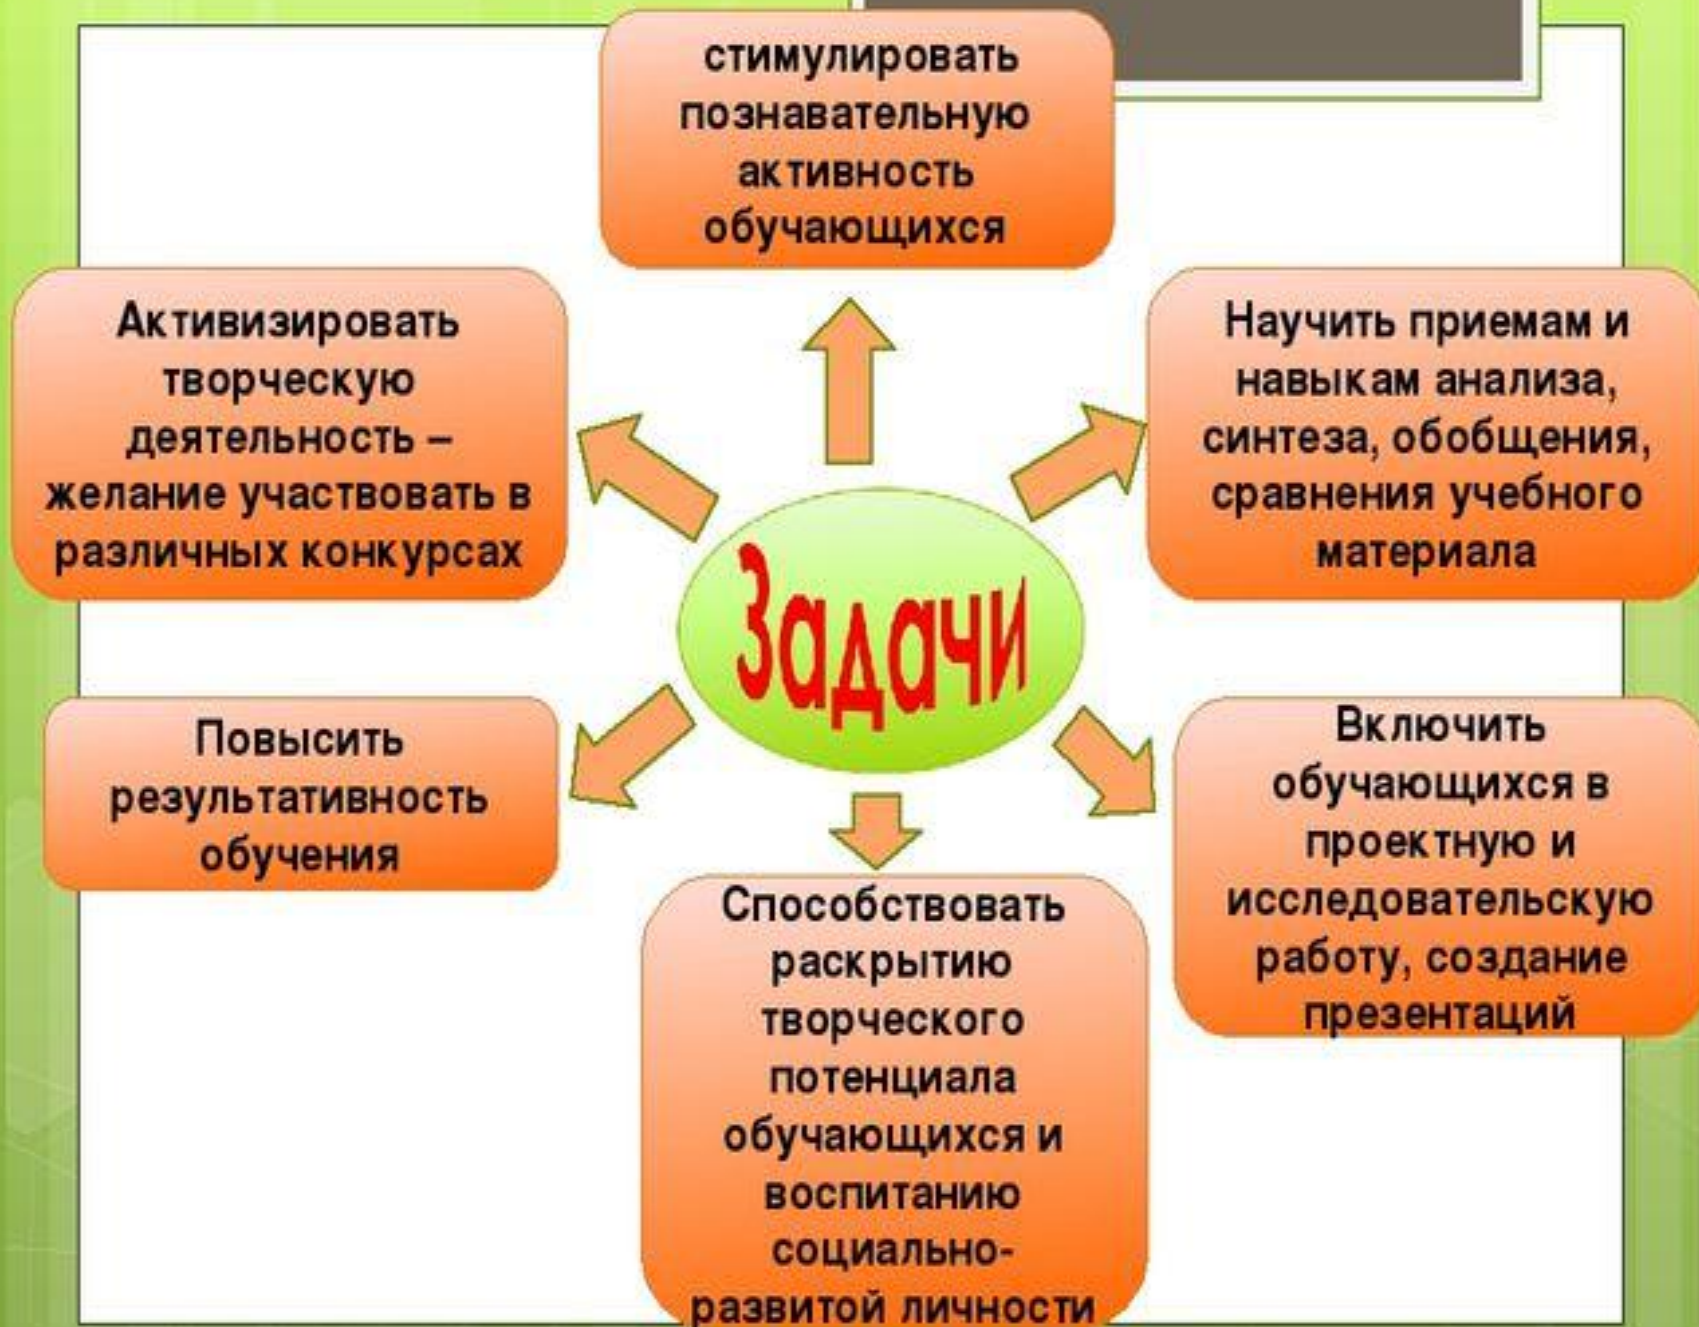 стимулировать
познавательную
активность
обучающихся
Активизировать
творческую
деятельность –
желание участвовать в
различных конкурсах
Научить приемам и
навыкам анализа,
синтеза, обобщения,
сравнения учебного
материала
Задачи
Повысить
результативность
обучения
Включить
обучающихся в
проектную и
исследовательскую
работу, создание
презентаций
Способствовать
раскрытию
творческого
потенциала
обучающихся и
воспитанию
социально-
развитой личности